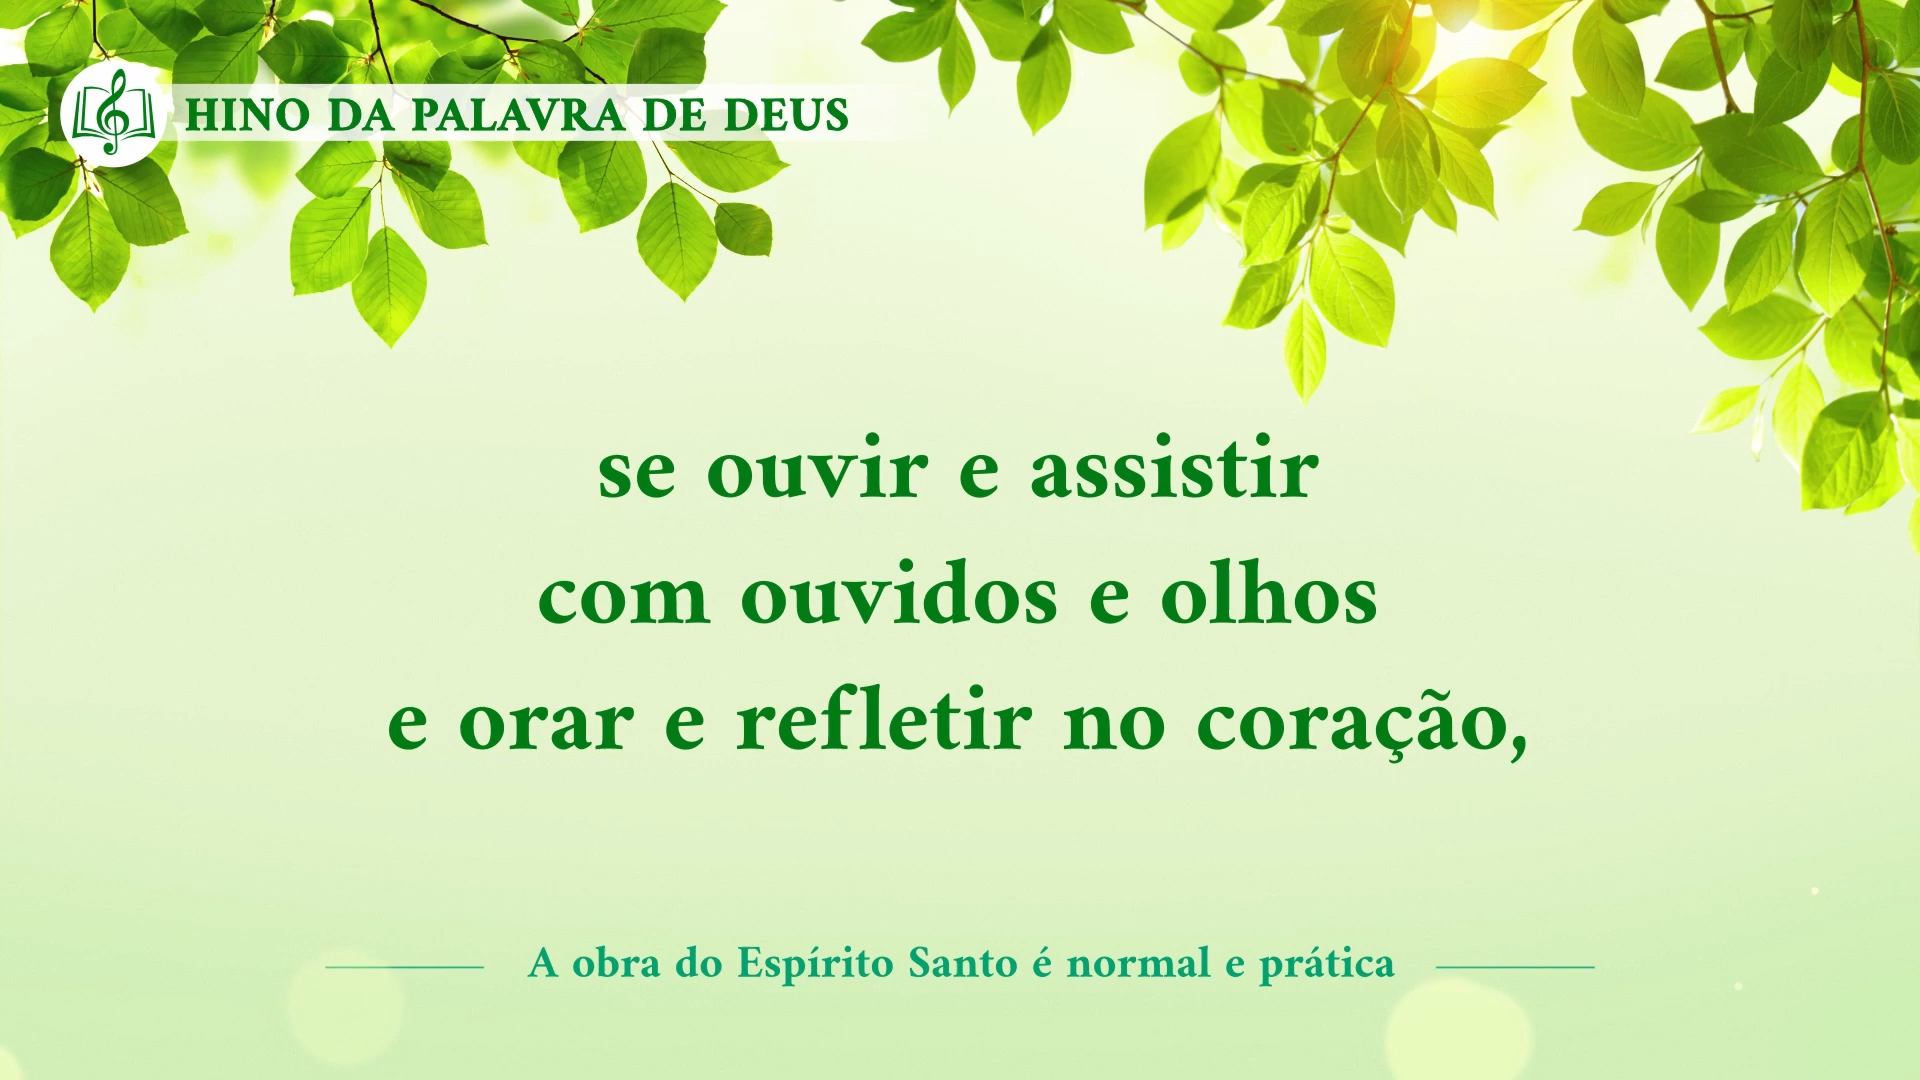 HINO DA PALAVRA DE DEUS
se ouvir e assistir
com ouvidos e olhos
e orar e refletir no coração,
A obra do Espírito Santo é normal e prática